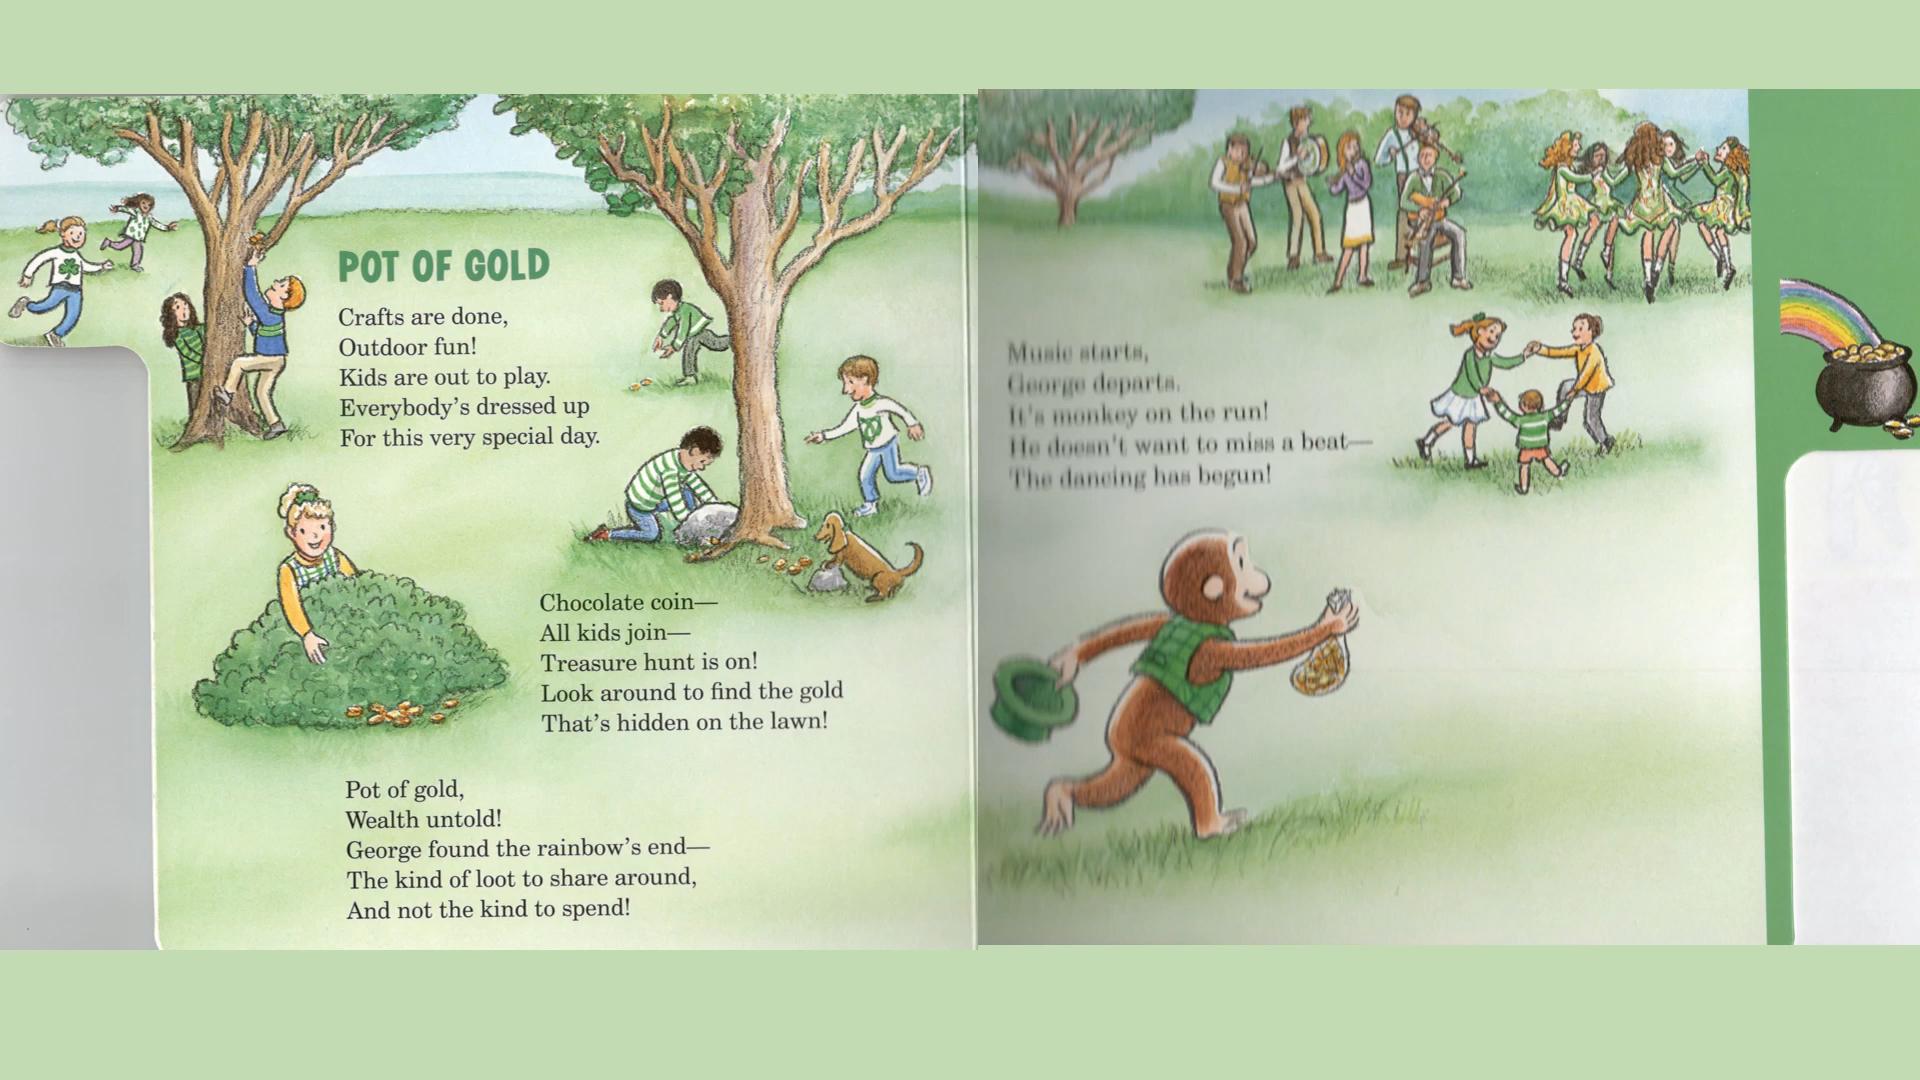 POT OF GOLD
Crafts are done,
Outdoor fun!
Kids are out to play.
Everybody's dressed up
For this very special day.
Chocolate coin—
All kids join—
Treasure hunt is on!
Look around to find the gold
That's hidden on the lawn!
Pot of gold,
Wealth untold!
George found the rainbow's end—
The kind of loot to share around,
And not the kind to spend!
Music starts,
George departs.
It's monkey on the run!
He doesn't want to miss a beat—
The dancing has begun!